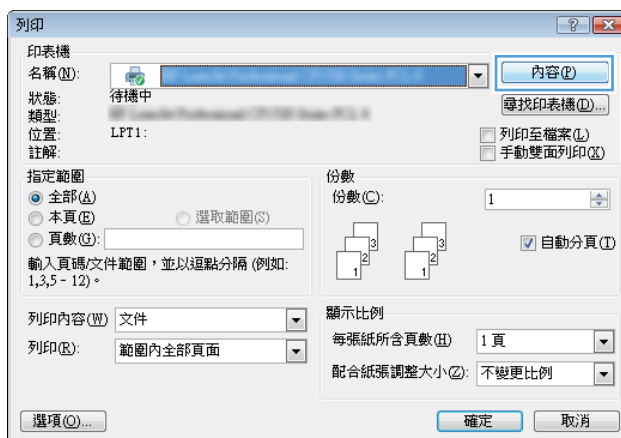 列印
印表機
名稱(N):
內容(P)
狀態: 待機中
尋找印表機(D)...
類型:
位置: LPT1:
列印至檔案(L)
註解:
手動雙面列印(X)
指定範圍
全部(A)
本頁(E)
選取範圍(S)
頁數(G):
輸入頁碼/文件範圍，並以逗點分隔 (例如:
1,3,5 - 12)。
份數
份數(C): 1
3 3
2 2
1 1
自動分頁(T)
列印內容(W) 文件
列印(R): 範圍內全部頁面
顯示比例
每張紙所含頁數(H) 1 頁
配合紙張調整大小(Z): 不變更比例
選項(O)...
確定
取消